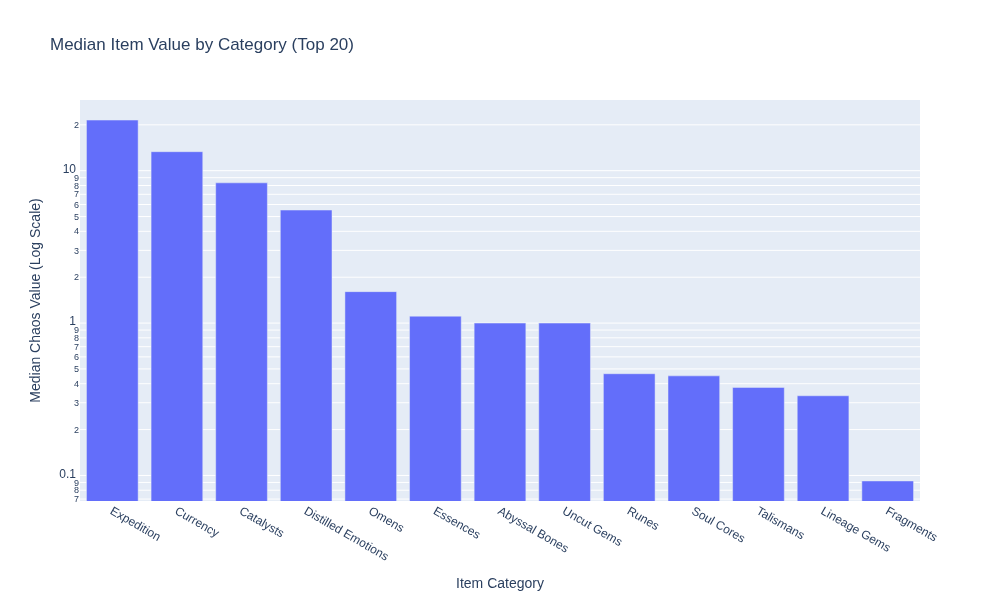 Median Item Value by Category (Top 20)
Median Chaos Value (Log Scale)
2
10
9
8
7
6
5
4
3
2
1
9
8
7
6
5
4
3
2
0.1
9
8
7
Expedition
Currency
Catalysts
Distilled Emotions
Omens
Essences
Abyssal Bones
Uncut Gems
Runes
Soul Cores
Talismans
Lineage Gems
Fragments
Item Category